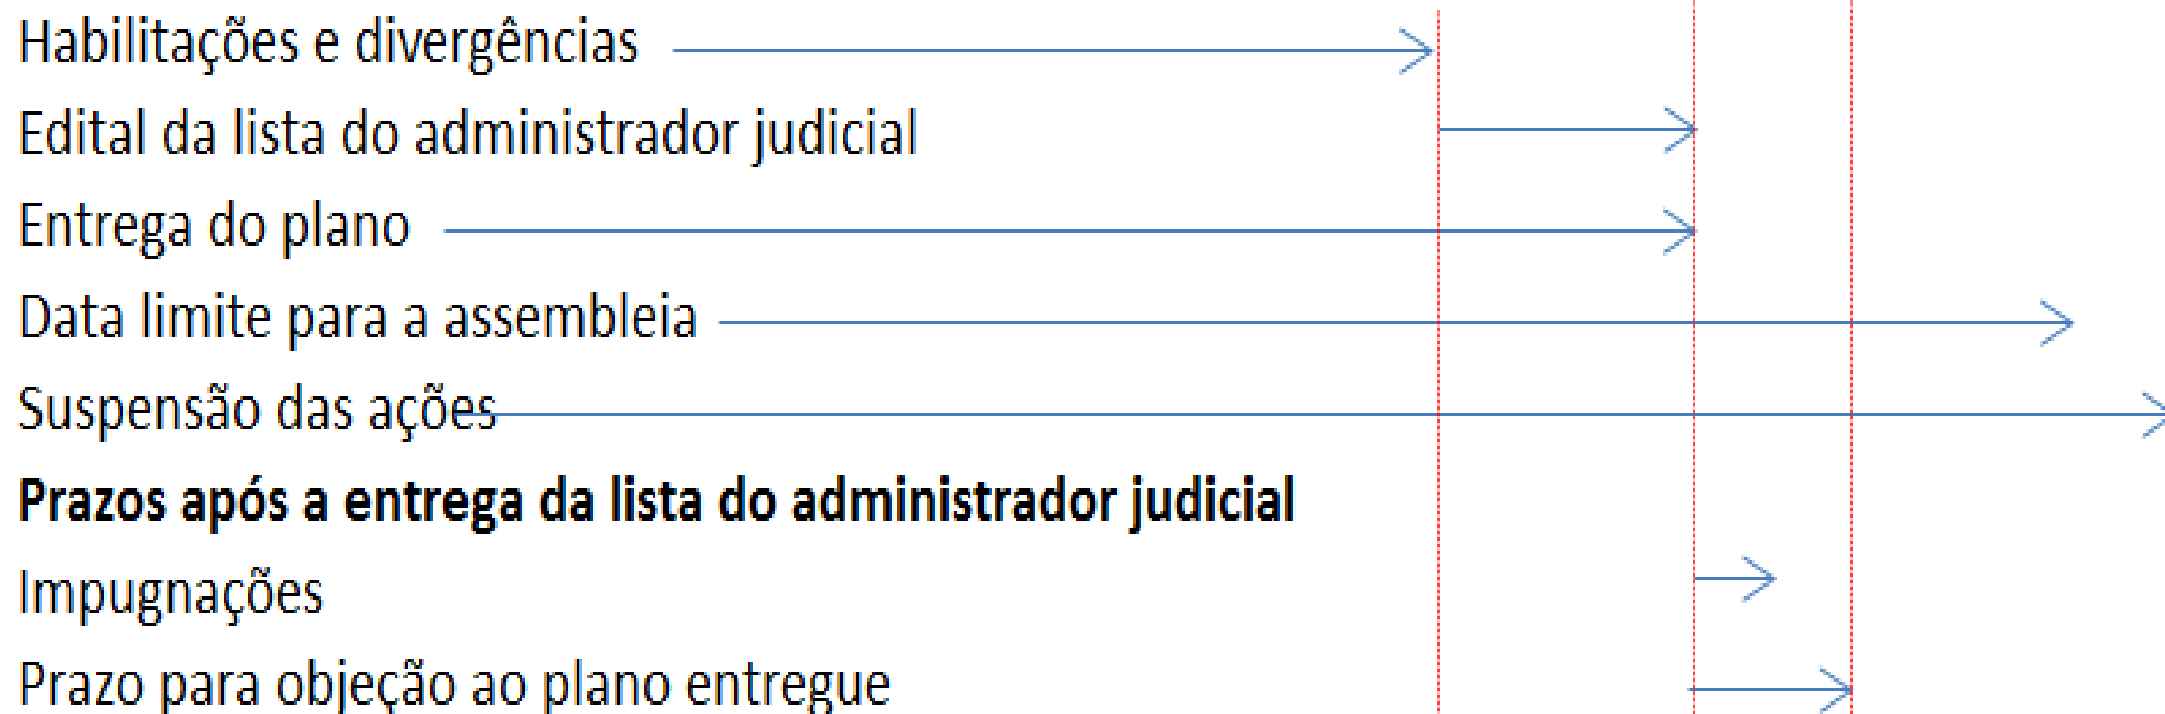 Habilitações e divergências
Edital da lista do administrador judicial
Entrega do plano
Data limite para a assembleia
Suspensão das ações
Prazos após a entrega da lista do administrador judicial
Impugnações
Prazo para objeção ao plano entregue